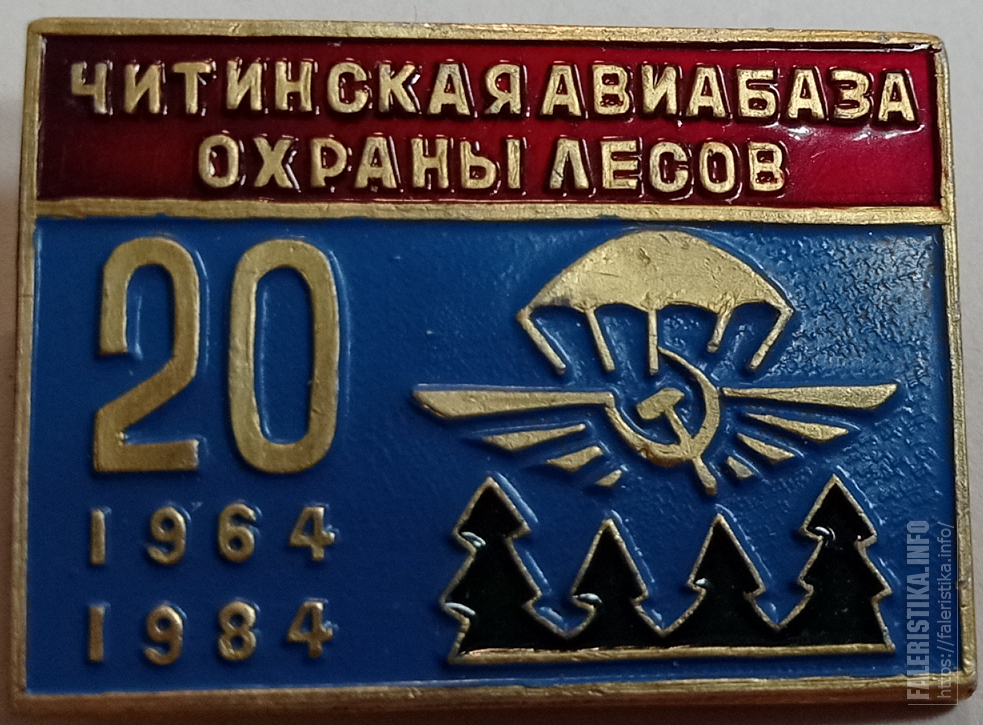 ЧИТИНСКАЯ АВИАБАЗА
ОХРАНЫ ЛЕСОВ
20
1964
1984
FALERISTIKA.INFO
https://faleristika.info/